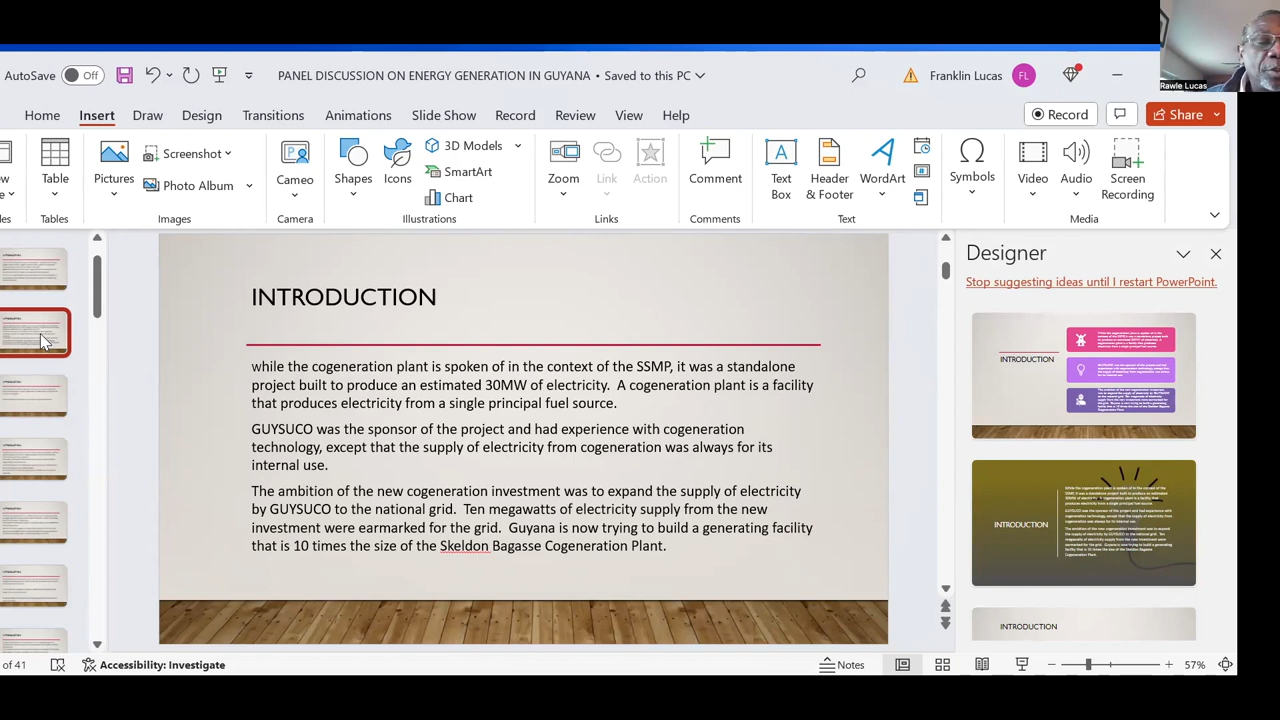 Rawle Lucas
AutoSave Off
PANEL DISCUSSION ON ENERGY GENERATION IN GUYANA • Saved to this PC
Franklin Lucas FL
Home Insert Draw Design Transitions Animations Slide Show Record Review View Help
Record
Share
Table
Pictures
Screenshot
Photo Album
Cameo
Shapes
Icons
3D Models
SmartArt
Chart
Zoom
Link
Action
Comment
Text
Box
Header
& Footer
WordArt
Symbols
Video
Audio
Screen
Recording
Tables Images Camera Illustrations Links Comments Text Media
INTRODUCTION
while the cogeneration plant is spoken of in the context of the SSMP, it was a standalone
project built to produce an estimated 30MW of electricity. A cogeneration plant is a facility
that produces electricity from a single principal fuel source.
GUYSUCO was the sponsor of the project and had experience with cogeneration
technology, except that the supply of electricity from cogeneration was always for its
internal use.
The ambition of the new cogeneration investment was to expand the supply of electricity
by GUYSUCO to the national grid. Ten megawatts of electricity supply from the new
investment were earmarked for the grid. Guyana is now trying to build a generating facility
that is 10 times the size of the Skeldon Bagasse Cogeneration Plant.
Designer
Stop suggesting ideas until I restart PowerPoint.
INTRODUCTION
INTRODUCTION
INTRODUCTION
of 41
Accessibility: Investigate
Notes
57%